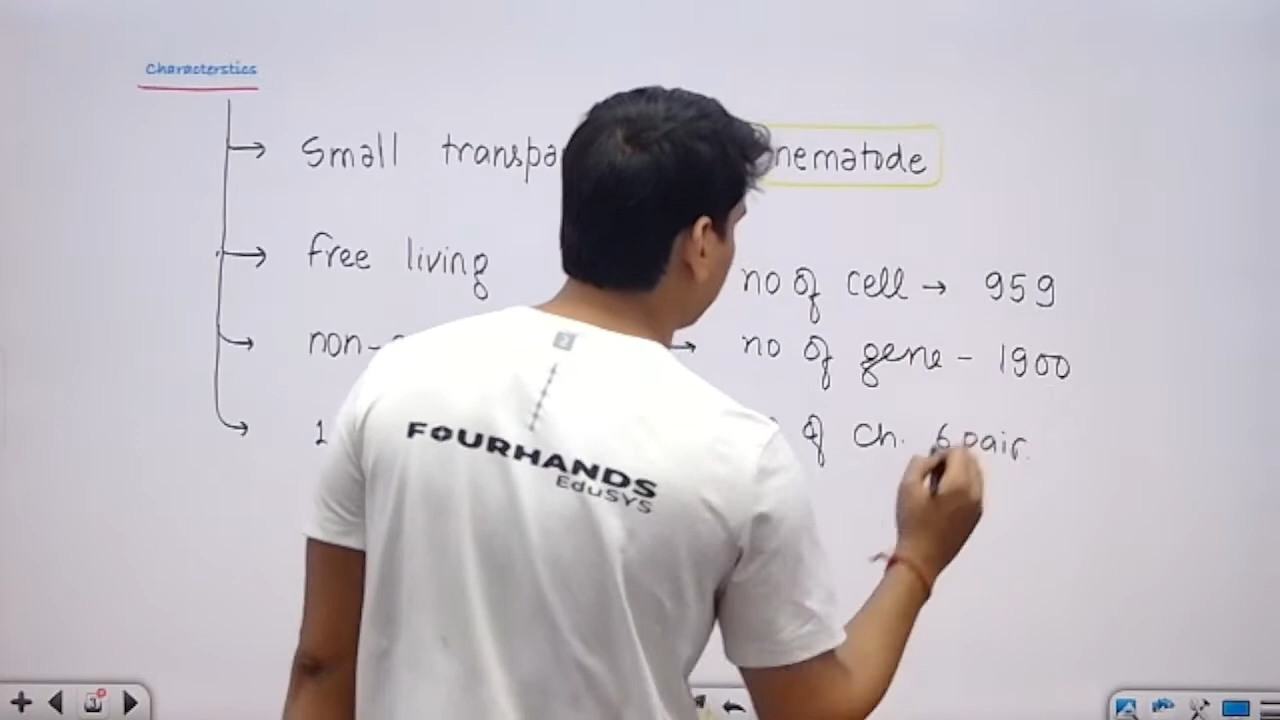 Characterstics
Small transpa nematode
free living
no of cell → 959
non- → no of gene - 1900
1 of ch. 6 pair.
FOURHANDS
EduSYS